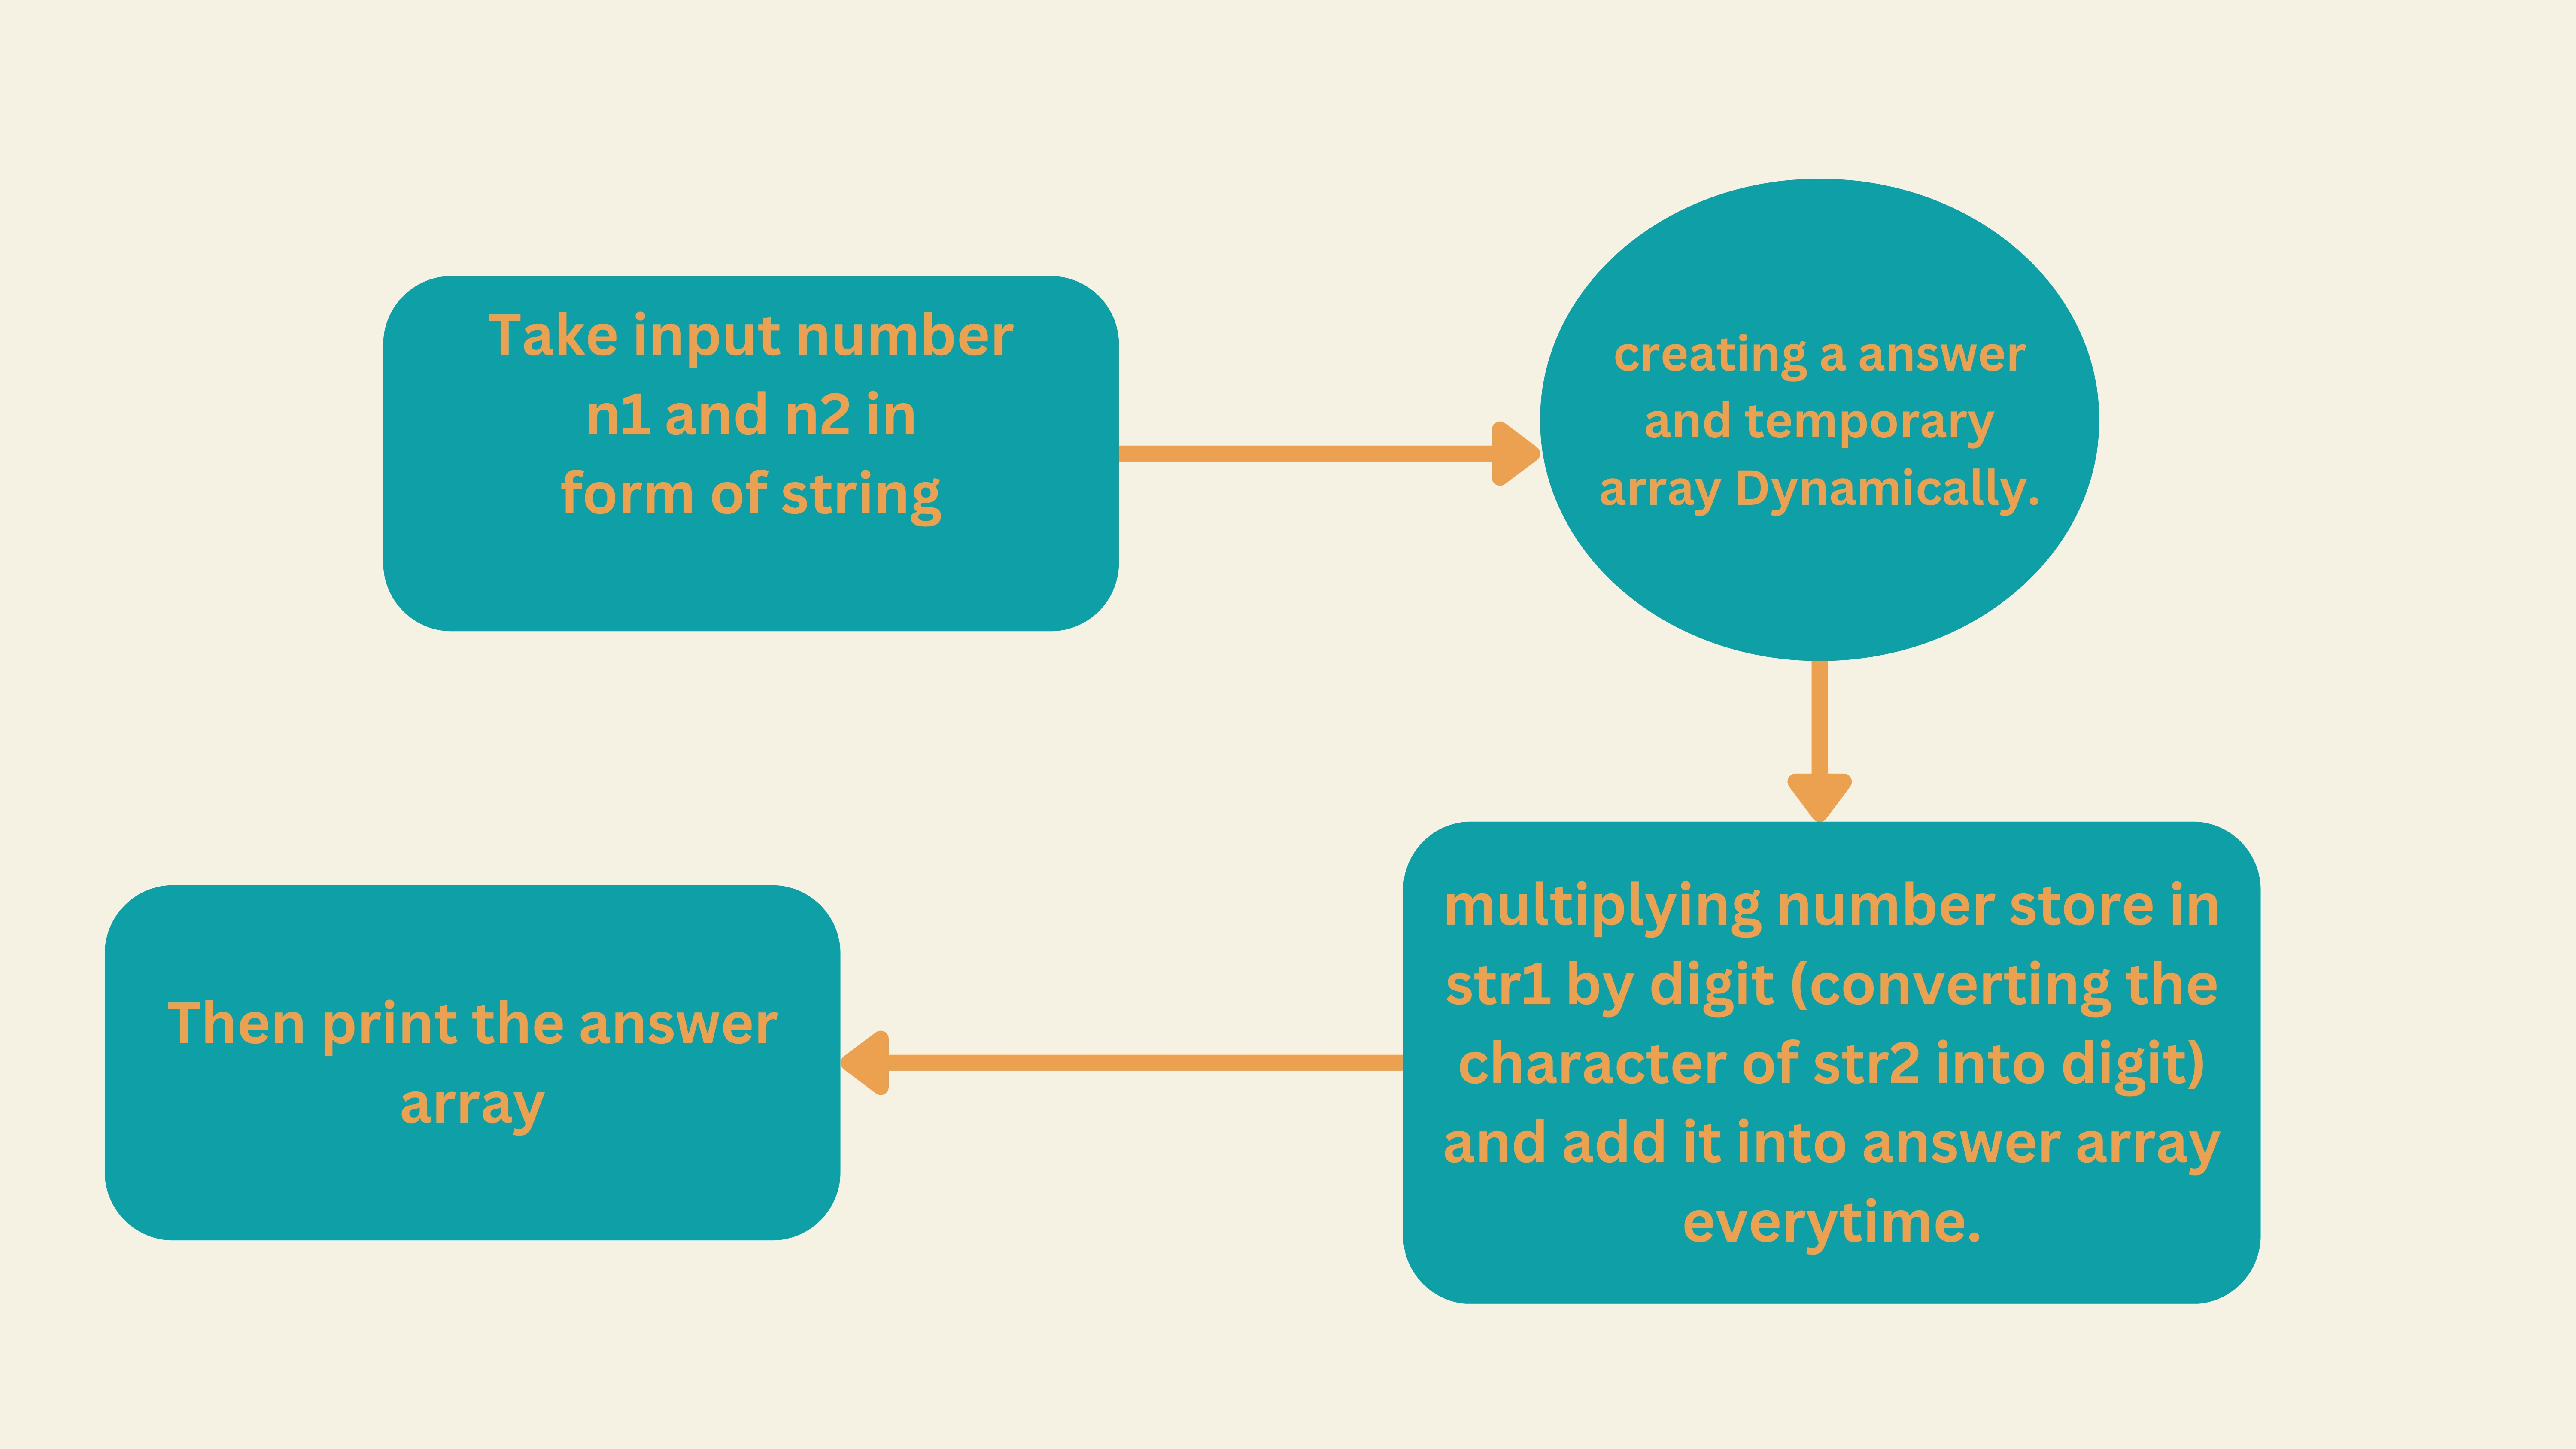 Take input number
n1 and n2 in
form of string
creating a answer
and temporary
array Dynamically.
multiplying number store in
str1 by digit (converting the
character of str2 into digit)
and add it into answer array
everytime.
Then print the answer
array